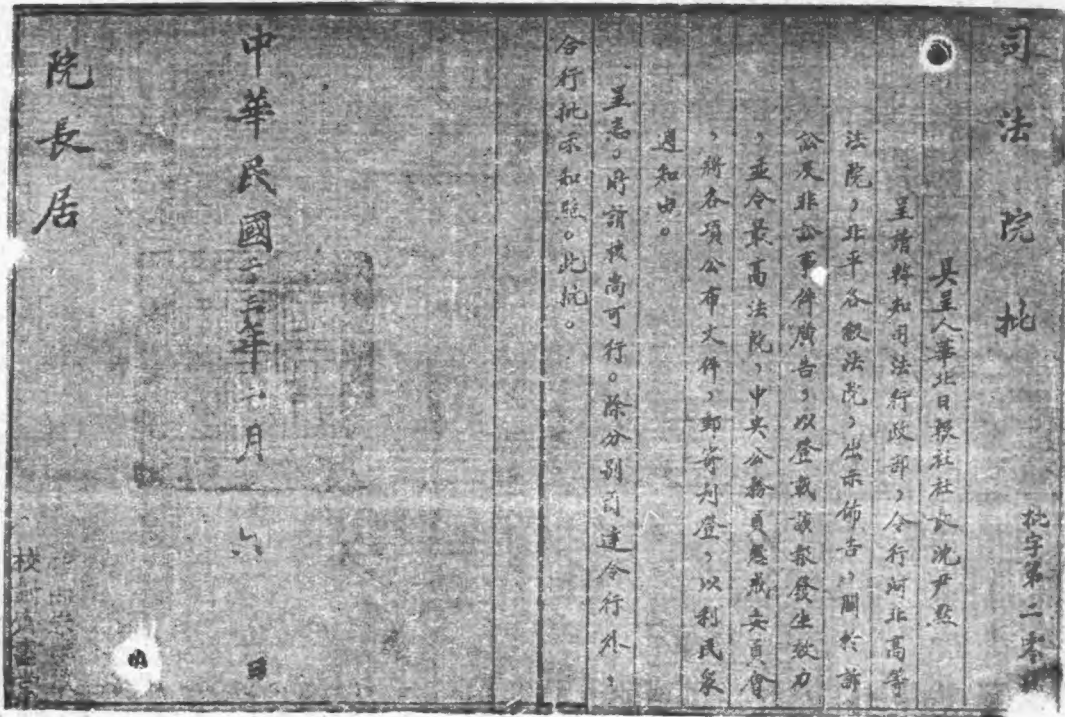 司法院批
批字第二零
具呈人華北日報社社長沈尹默
呈請轉知司法行政部,令行河北高等
法院,北平各級法院,出示佈告,關於訴
訟及非訟事件廣告,以登載該報發生效力
,並令最高法院,中央公務員懲戒委員會
,將各項公布文件,郵寄刊登,以利民眾
週知由。
呈悉。所請核尚可行。除分別函達令行外,
合行批示知照。此批。
中華民國二十年十二月六日
院長居
校